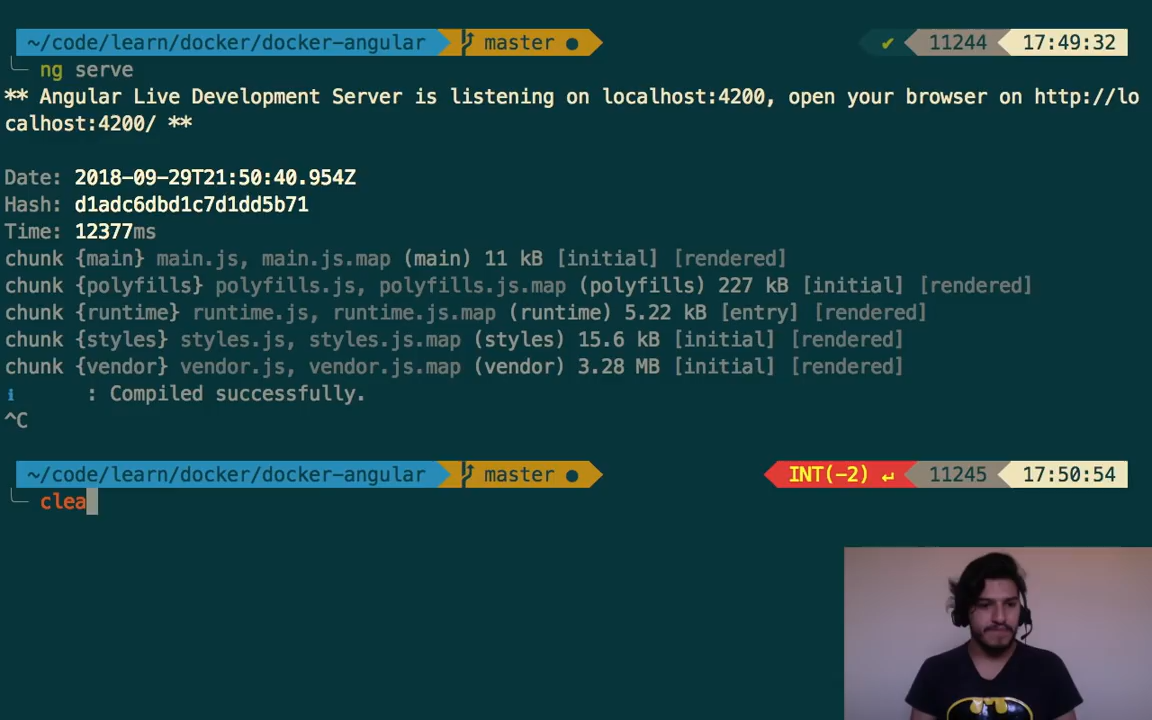 ~/code/learn/docker/docker-angular master ● ✔ 11244 17:49:32
ng serve
** Angular Live Development Server is listening on localhost:4200, open your browser on http://lo
calhost:4200/ **
Date: 2018-09-29T21:50:40.954Z
Hash: d1adc6dbd1c7d1dd5b71
Time: 12377ms
chunk {main} main.js, main.js.map (main) 11 kB [initial] [rendered]
chunk {polyfills} polyfills.js, polyfills.js.map (polyfills) 227 kB [initial] [rendered]
chunk {runtime} runtime.js, runtime.js.map (runtime) 5.22 kB [entry] [rendered]
chunk {styles} styles.js, styles.js.map (styles) 15.6 kB [initial] [rendered]
chunk {vendor} vendor.js, vendor.js.map (vendor) 3.28 MB [initial] [rendered]
i : Compiled successfully.
^C
~/code/learn/docker/docker-angular master ● INT(-2) ↵ 11245 17:50:54
clea